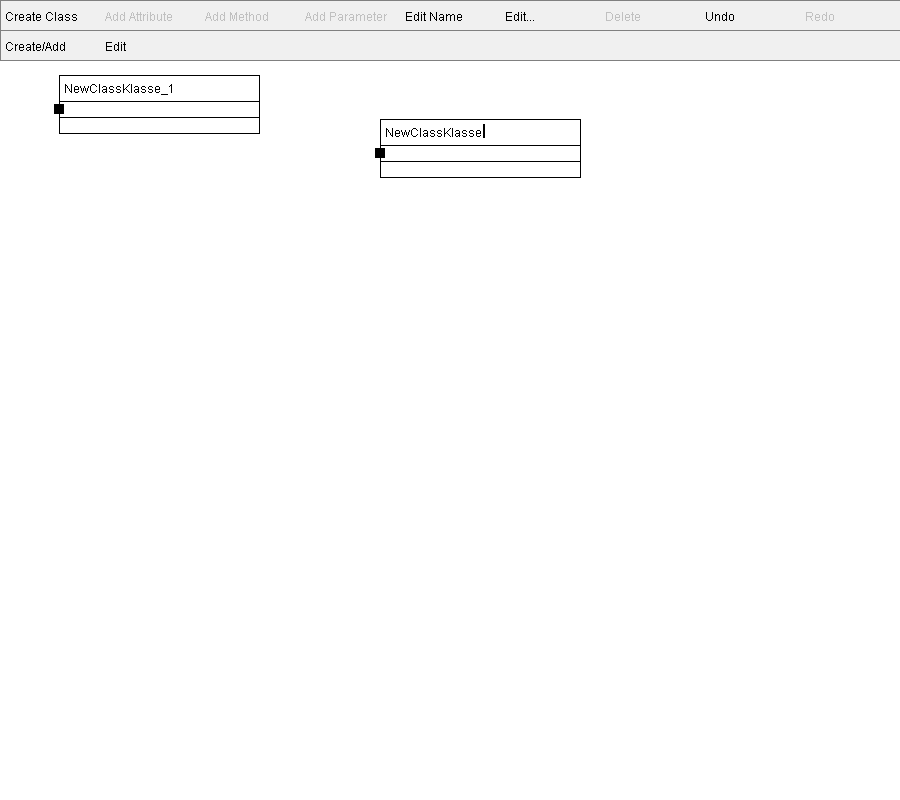 Create Class Add Attribute Add Method Add Parameter Edit Name Edit... Delete Undo Redo
Create/Add Edit
NewClassKlasse_1
NewClassKlasse